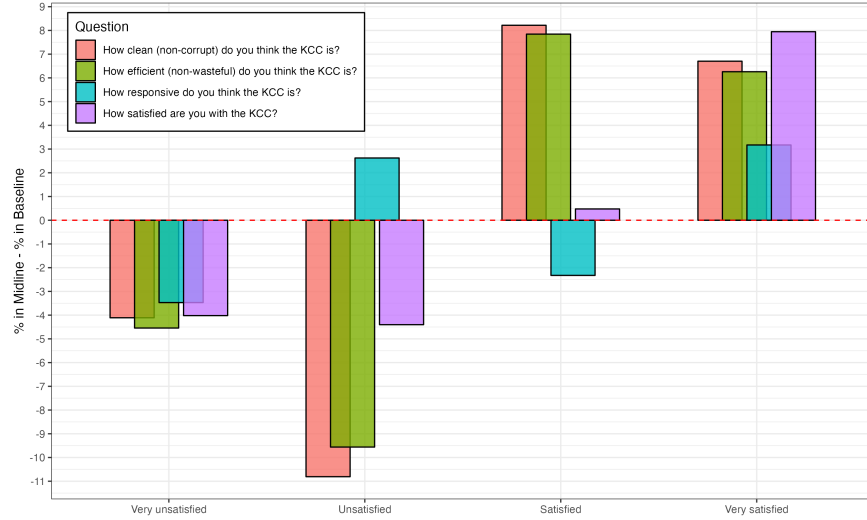 Question
How clean (non-corrupt) do you think the KCC is?
How efficient (non-wasteful) do you think the KCC is?
How responsive do you think the KCC is?
How satisfied are you with the KCC?
% in Midline - % in Baseline
9
8
7
6
5
4
3
2
1
0
-1
-2
-3
-4
-5
-6
-7
-8
-9
-10
-11
Very unsatisfied
Unsatisfied
Satisfied
Very satisfied